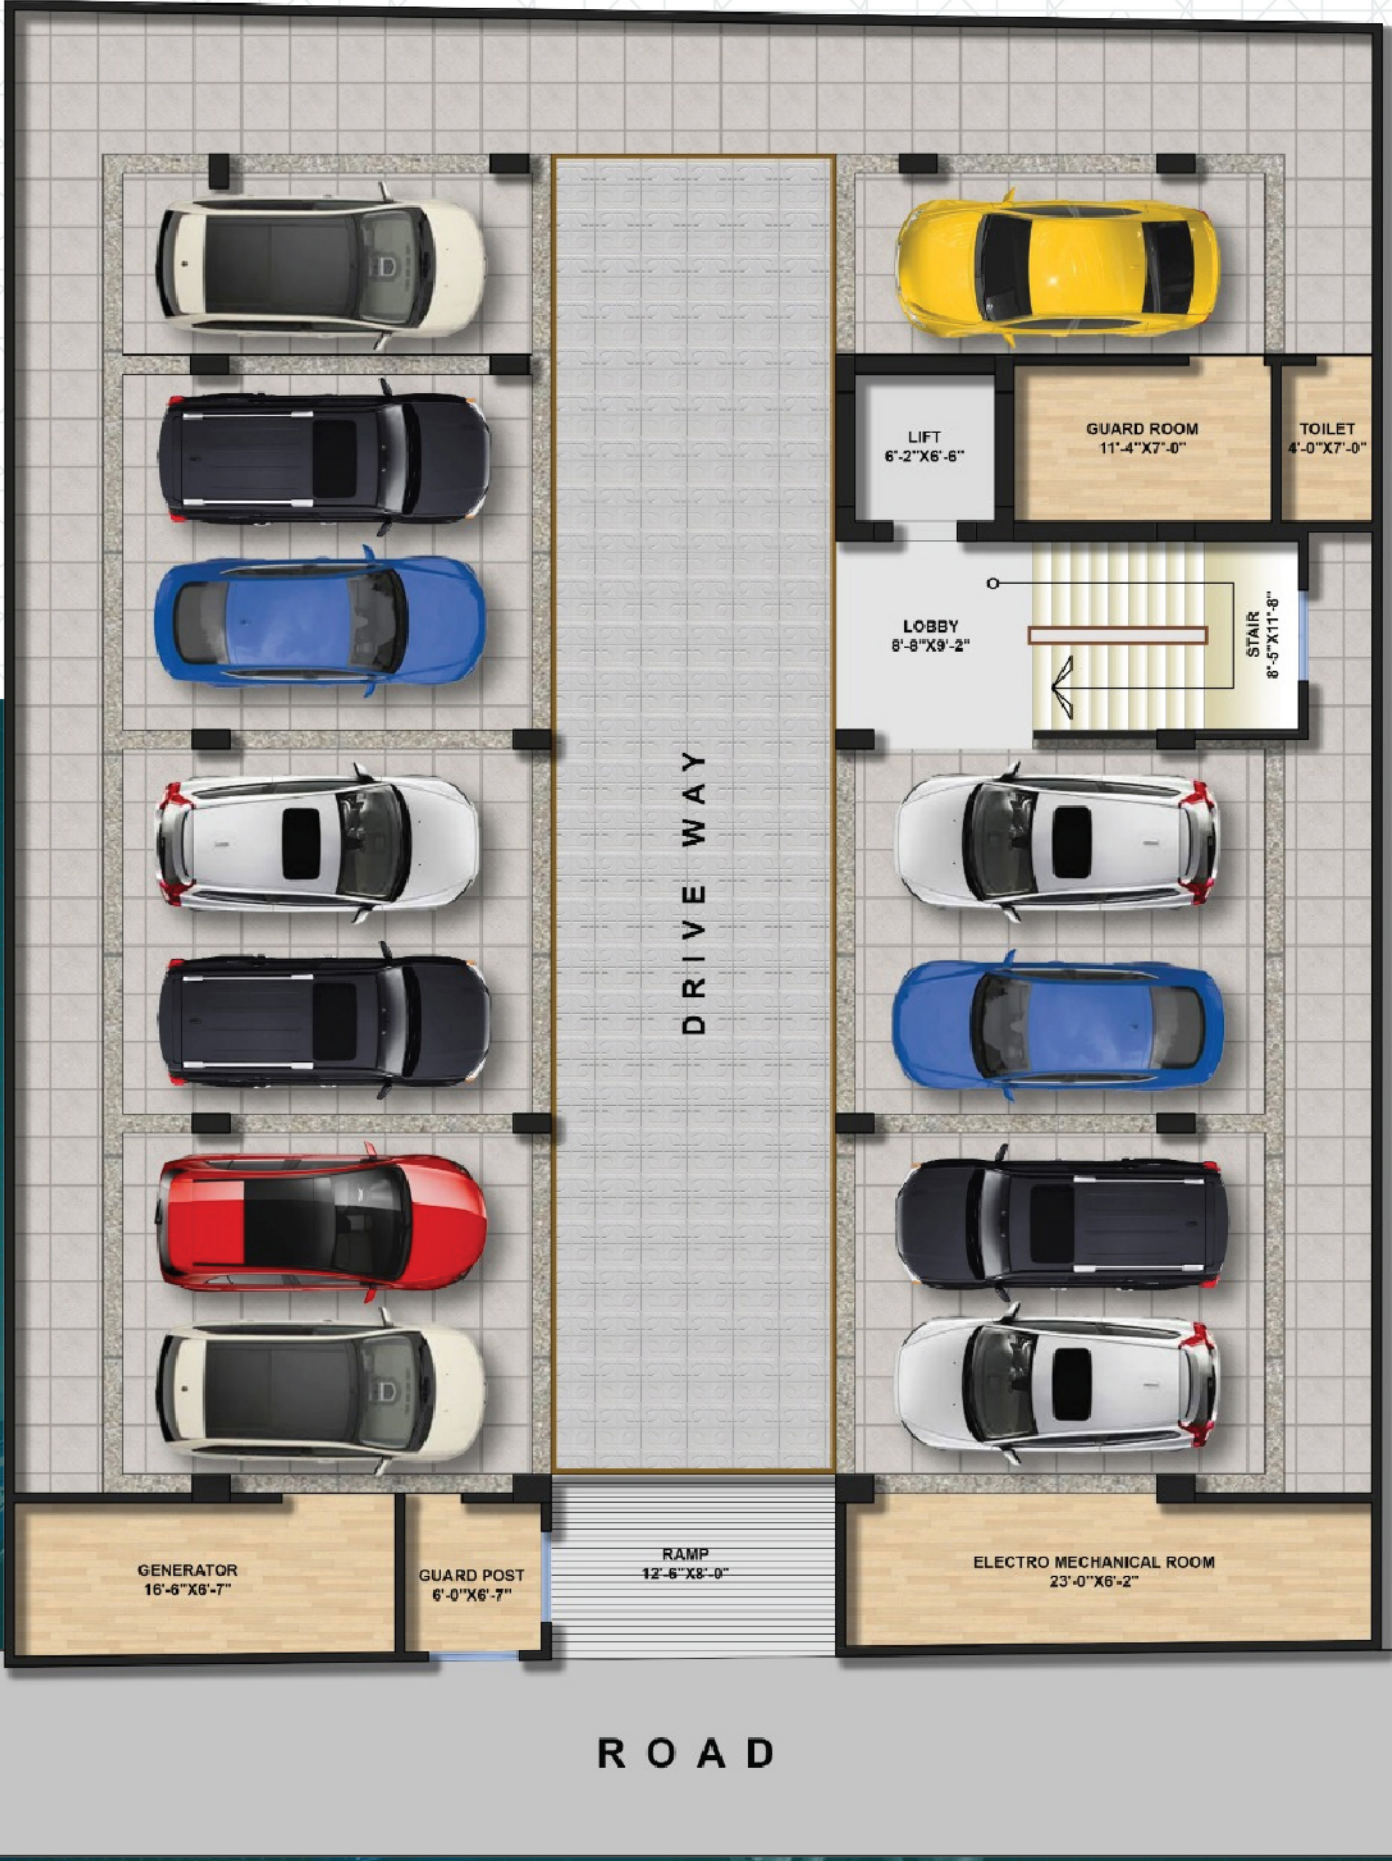 LIFT
6'-2"X6'-6"
GUARD ROOM
11'-4"X7'-0"
TOILET
4'-0"X7'-0"
LOBBY
8'-8"X9'-2"
STAIR
8'-5"X11'-8"
DRIVE WAY
GENERATOR
16'-6"X6'-7"
GUARD POST
6'-0"X6'-7"
RAMP
12'-6"X8'-0"
ELECTRO MECHANICAL ROOM
23'-0"X6'-2"
ROAD